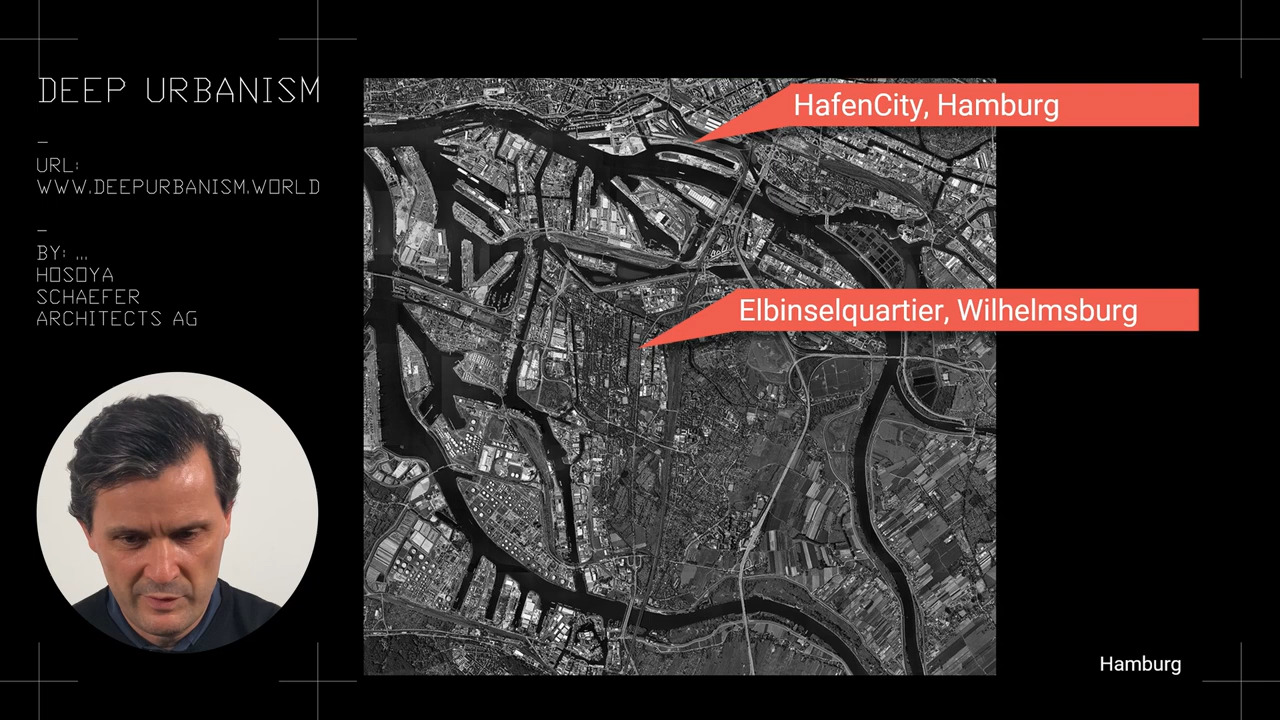 DEEP URBANISM
–
URL:
WWW.DEEPURBANISM.WORLD
–
BY: ...
HOSOYA
SCHAEFER
ARCHITECTS AG
HafenCity, Hamburg
Elbinselquartier, Wilhelmsburg
Hamburg